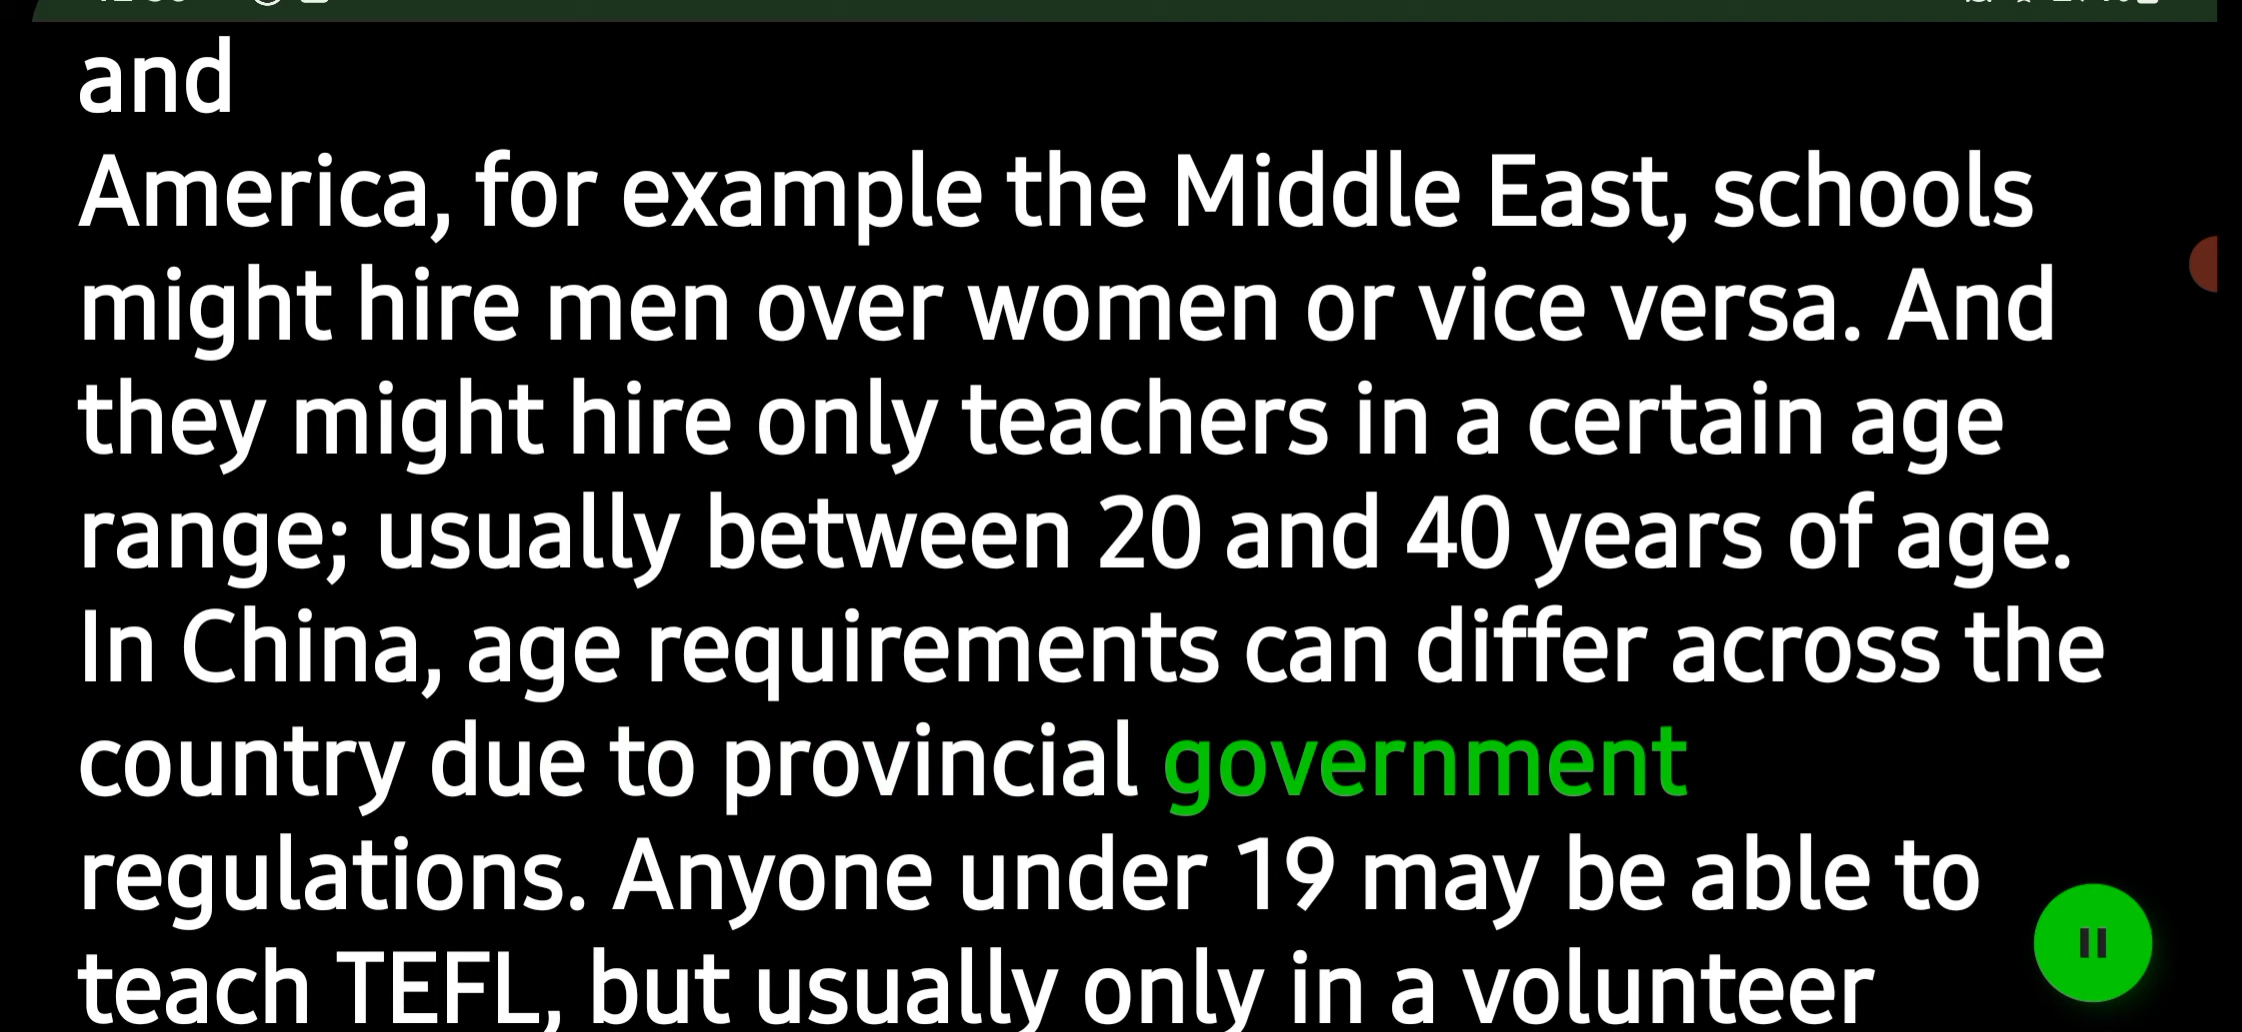 and
America, for example the Middle East, schools
might hire men over women or vice versa. And
they might hire only teachers in a certain age
range; usually between 20 and 40 years of age.
In China, age requirements can differ across the
country due to provincial government
regulations. Anyone under 19 may be able to
teach TEFL, but usually only in a volunteer